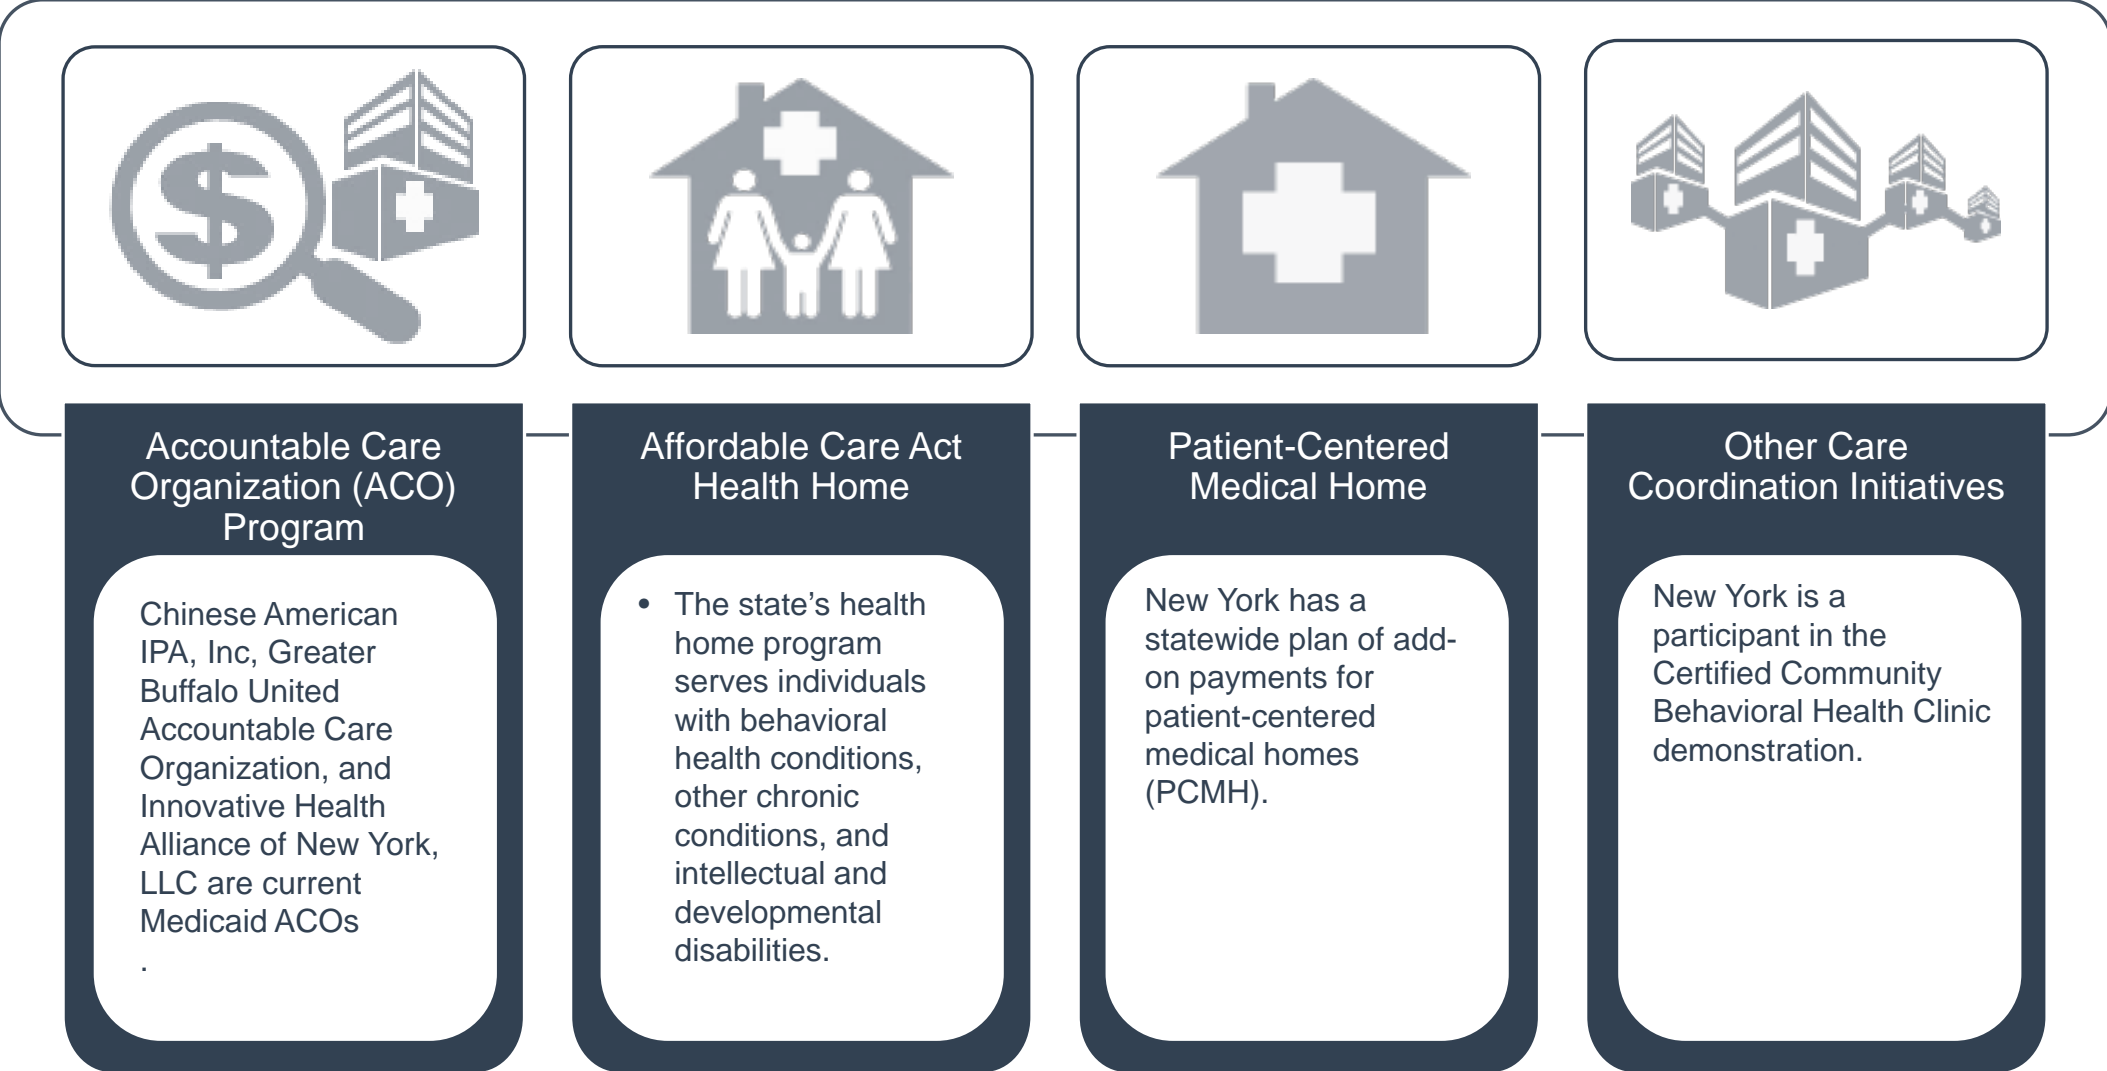 Accountable Care
Organization (ACO)
Program
Chinese American
IPA, Inc, Greater
Buffalo United
Accountable Care
Organization, and
Innovative Health
Alliance of New York,
LLC are current
Medicaid ACOs
.
Affordable Care Act
Health Home
• The state’s health
home program
serves individuals
with behavioral
health conditions,
other chronic
conditions, and
intellectual and
developmental
disabilities.
Patient-Centered
Medical Home
New York has a
statewide plan of add-
on payments for
patient-centered
medical homes
(PCMH).
Other Care
Coordination Initiatives
New York is a
participant in the
Certified Community
Behavioral Health Clinic
demonstration.
$